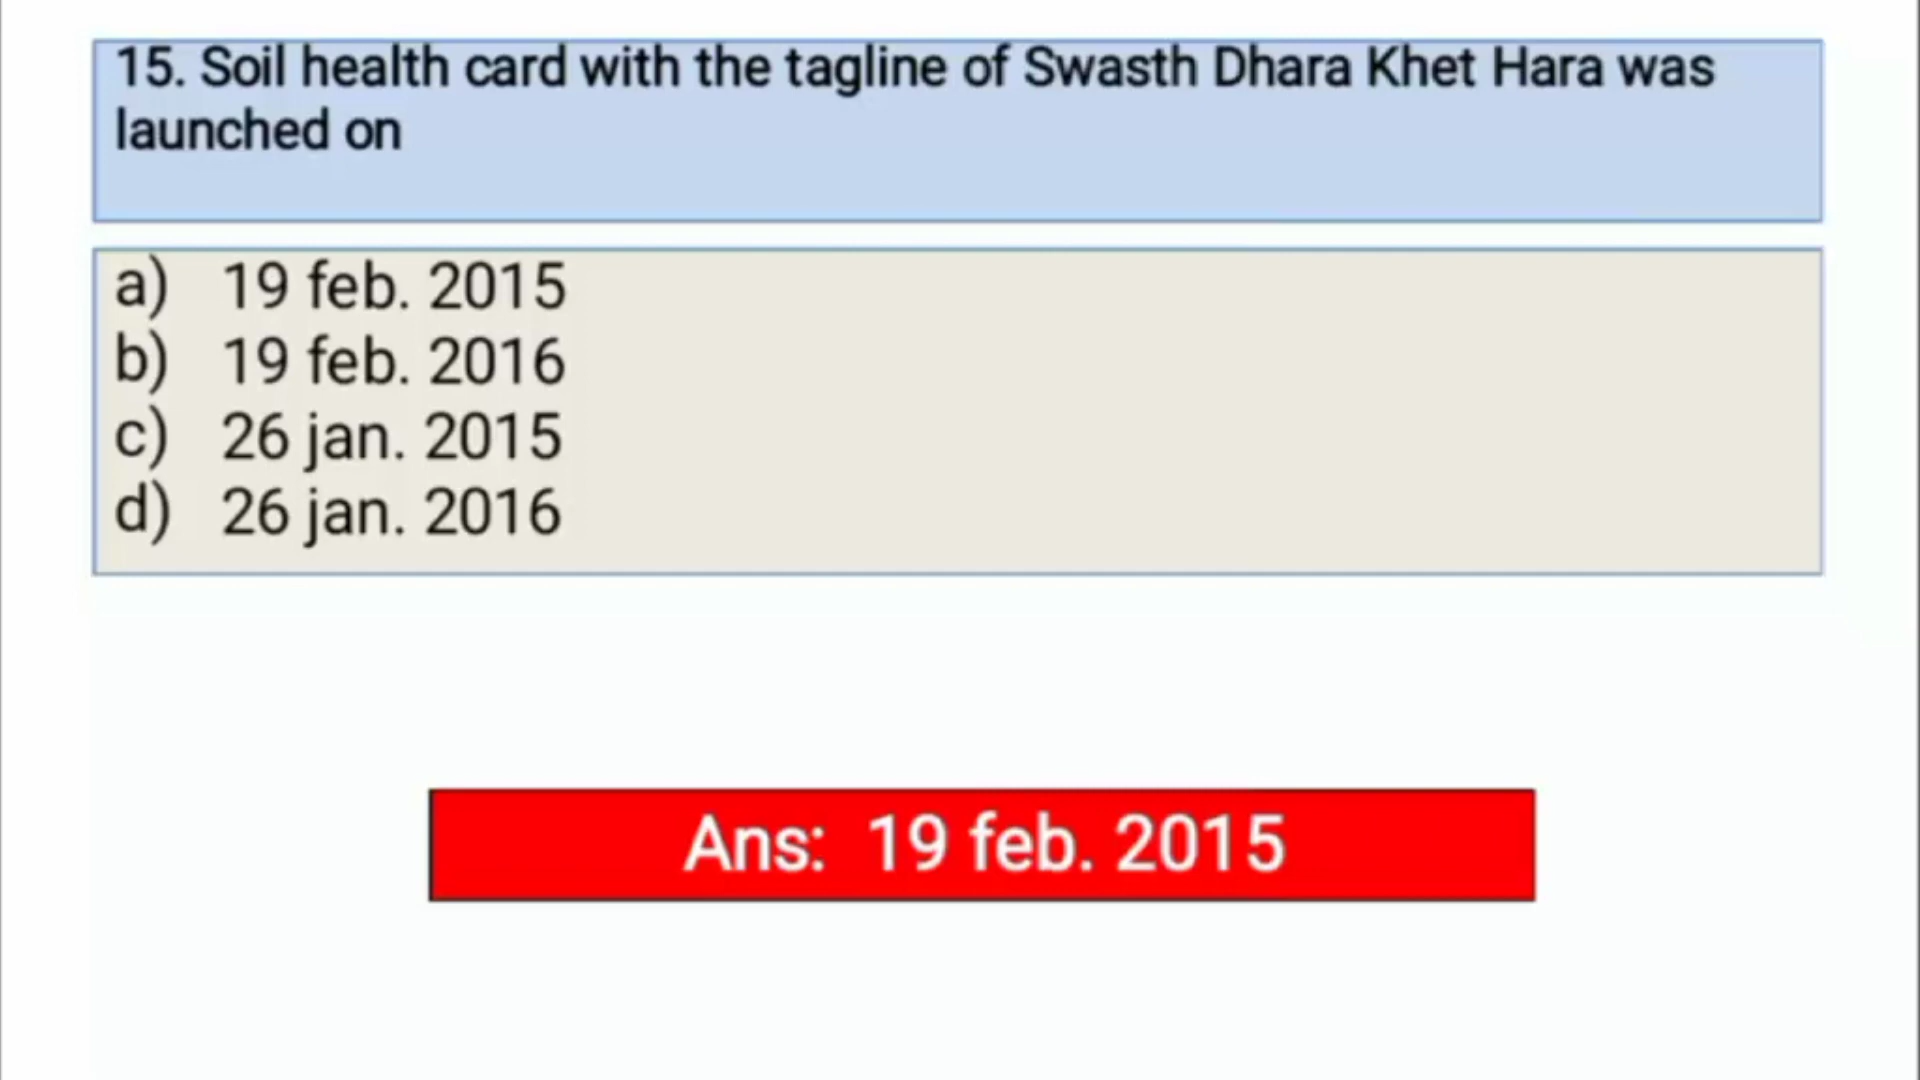 15. Soil health card with the tagline of Swasth Dhara Khet Hara was
launched on
a) 19 feb. 2015
b) 19 feb. 2016
c) 26 jan. 2015
d) 26 jan. 2016
Ans: 19 feb. 2015